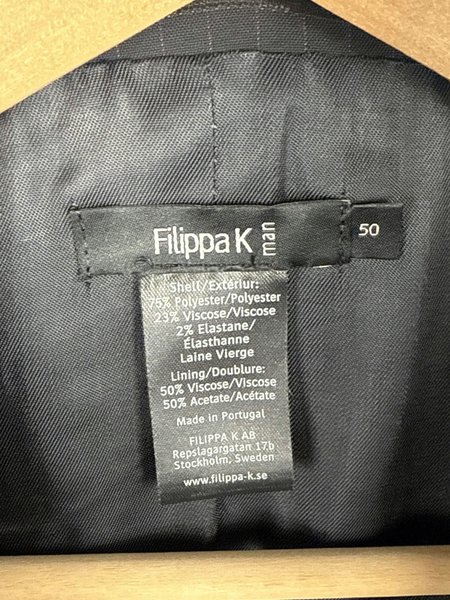 Filippa K man 50
Shell/Extérieur:
75% Polyester/Polyester
23% Viscose/Viscose
2% Elastane/
Élasthanne
Laine Vierge
Lining/Doublure:
50% Viscose/Viscose
50% Acetate/Acétate
Made in Portugal
FILIPPA K AB
Repslagargatan 17b
Stockholm, Sweden
www.filippa-k.se